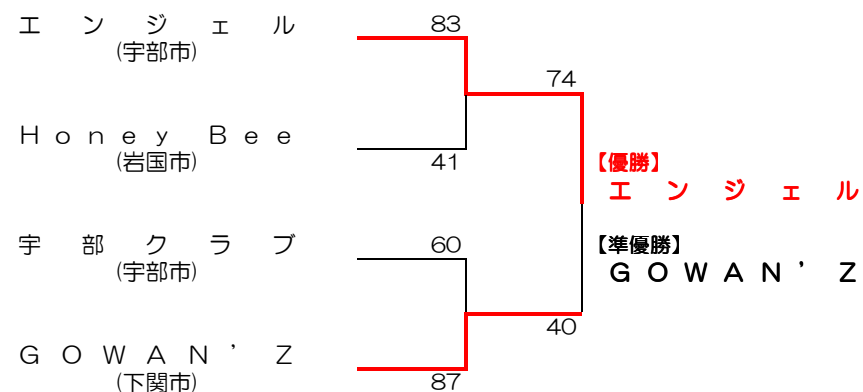 エンジェル
(宇部市)
83
74
Honey Bee
(岩国市)
41
【優勝】
エンジェル
宇部クラブ
(宇部市)
60
【準優勝】
GOWAN'Z
40
GOWAN'Z
(下関市)
87